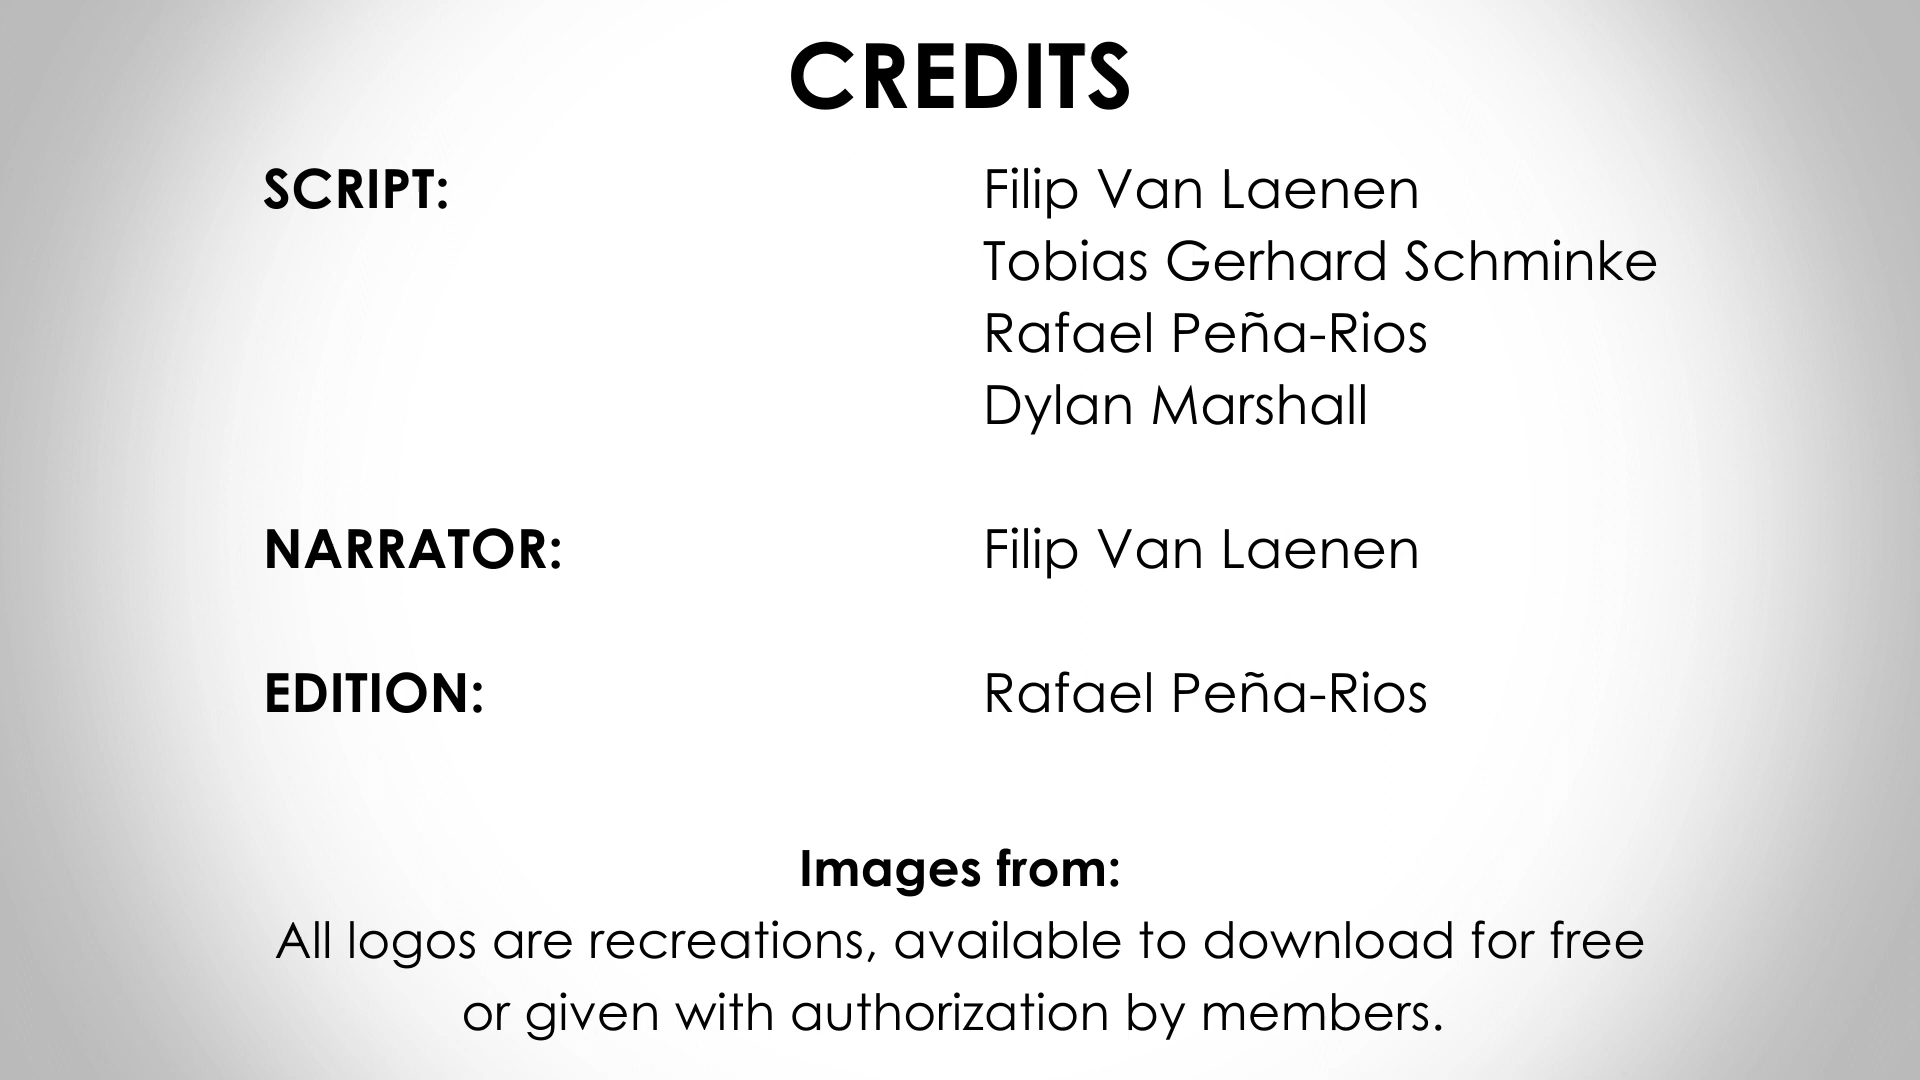 CREDITS
SCRIPT: Filip Van Laenen
Tobias Gerhard Schminke
Rafael Peña-Rios
Dylan Marshall
NARRATOR: Filip Van Laenen
EDITION: Rafael Peña-Rios
Images from:
All logos are recreations, available to download for free
or given with authorization by members.